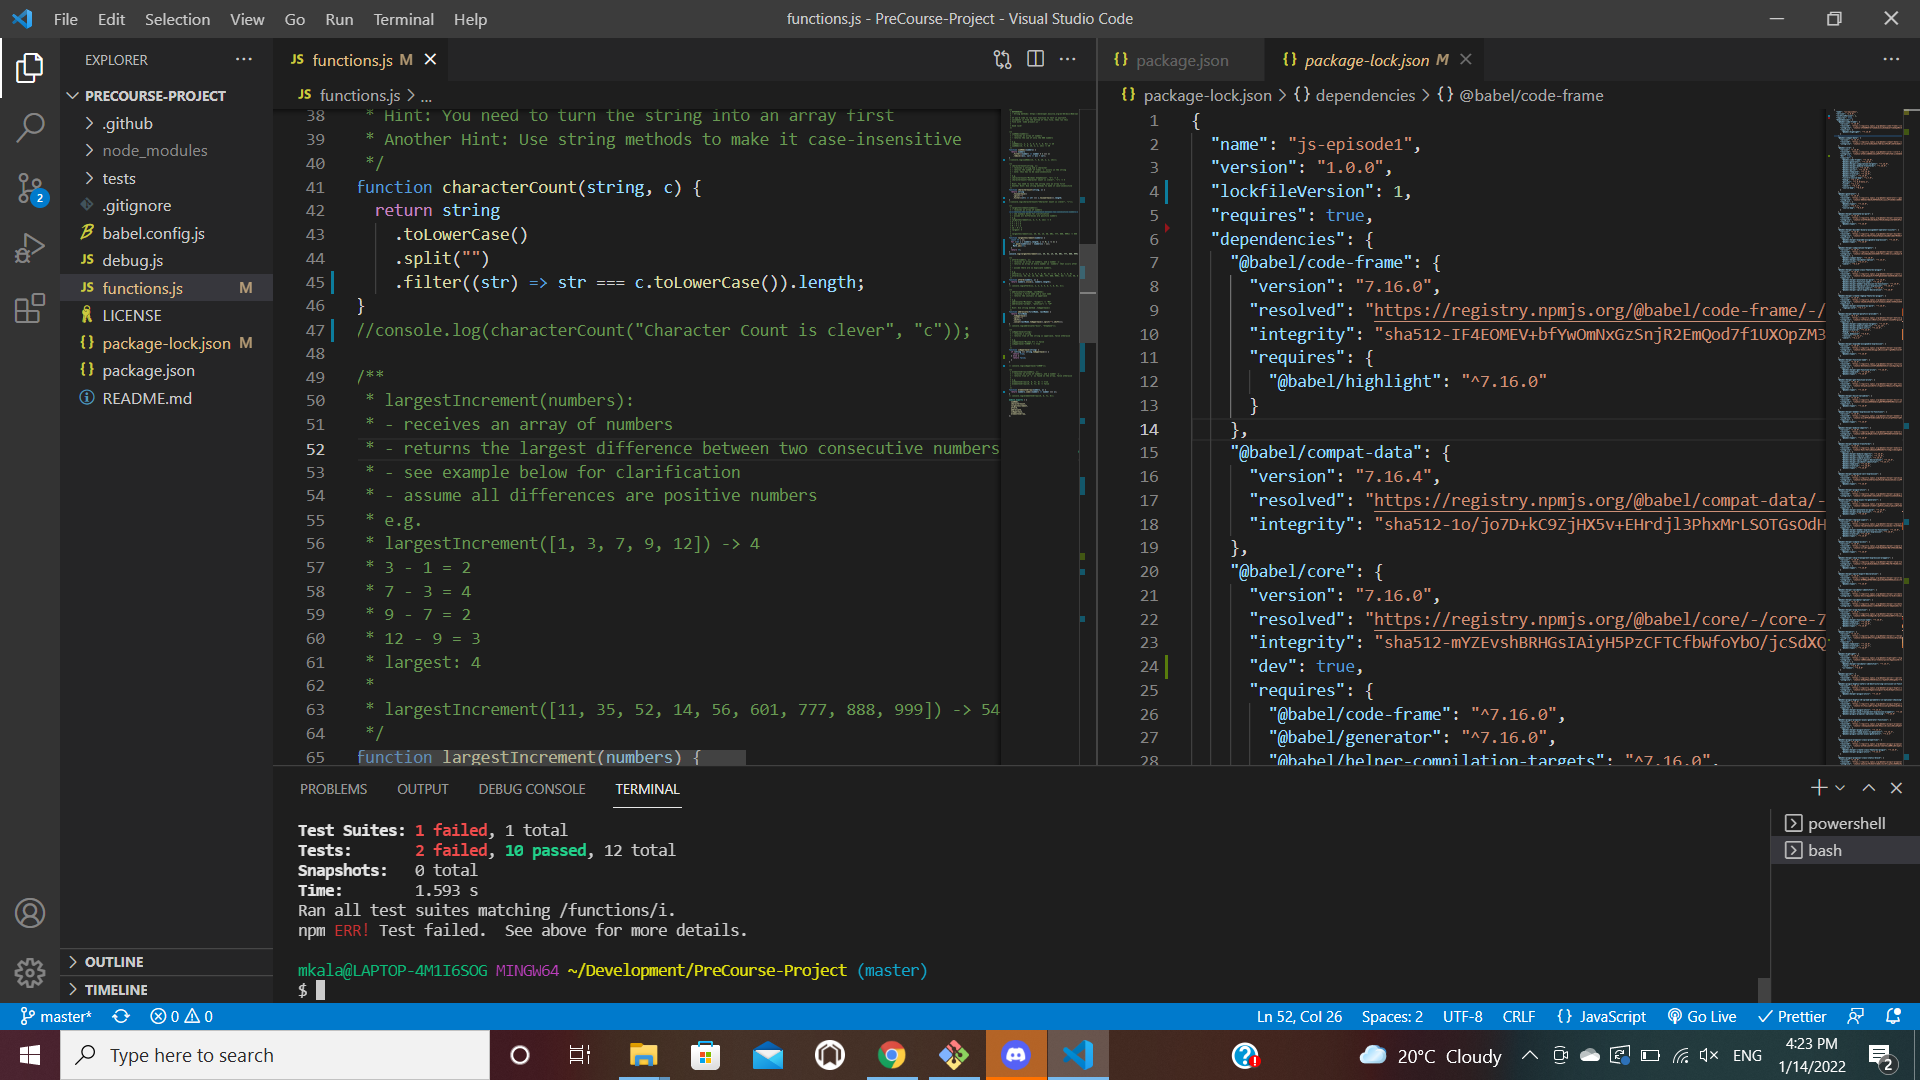 File Edit Selection View Go Run Terminal Help
functions.js - PreCourse-Project - Visual Studio Code
EXPLORER
PRECOURSE-PROJECT
.github
node_modules
tests
.gitignore
babel.config.js
debug.js
functions.js M
LICENSE
package-lock.json M
package.json
README.md
OUTLINE
TIMELINE
2
JS functions.js M
JS functions.js > ...
38 * Hint: You need to turn the string into an array first
39 * Another Hint: Use string methods to make it case-insensitive
40 */
41 function characterCount(string, c) {
42 return string
43 .toLowerCase()
44 .split("")
45 .filter((str) => str === c.toLowerCase()).length;
46 }
47 //console.log(characterCount("Character Count is clever", "c"));
48
49 /**
50 * largestIncrement(numbers):
51 * - receives an array of numbers
52 * - returns the largest difference between two consecutive numbers
53 * - see example below for clarification
54 * - assume all differences are positive numbers
55 * e.g.
56 * largestIncrement([1, 3, 7, 9, 12]) -> 4
57 * 3 - 1 = 2
58 * 7 - 3 = 4
59 * 9 - 7 = 2
60 * 12 - 9 = 3
61 * largest: 4
62 *
63 * largestIncrement([11, 35, 52, 14, 56, 601, 777, 888, 999]) -> 54
64 */
65 function largestIncrement(numbers) {
{} package.json
{} package-lock.json M
{} package-lock.json > {} dependencies > {} @babel/code-frame
1 {
2 "name": "js-episode1",
3 "version": "1.0.0",
4 "lockfileVersion": 1,
5 "requires": true,
6 "dependencies": {
7 "@babel/code-frame": {
8 "version": "7.16.0",
9 "resolved": "https://registry.npmjs.org/@babel/code-frame/-/
10 "integrity": "sha512-IF4EOMEV+bfYwOmNxGzSnjR2EmQod7f1UXOpZM3
11 "requires": {
12 "@babel/highlight": "^7.16.0"
13 }
14 },
15 "@babel/compat-data": {
16 "version": "7.16.4",
17 "resolved": "https://registry.npmjs.org/@babel/compat-data/-
18 "integrity": "sha512-1o/jo7D+kC9ZjHX5v+EHrdjl3PhxMrLSOTGsOdH
19 },
20 "@babel/core": {
21 "version": "7.16.0",
22 "resolved": "https://registry.npmjs.org/@babel/core/-/core-7
23 "integrity": "sha512-mYZEvshBRHGsIAiyH5PzCFTCfbWfoYbO/jcSdXQ
24 "dev": true,
25 "requires": {
26 "@babel/code-frame": "^7.16.0",
27 "@babel/generator": "^7.16.0",
28 "@babel/helper-compilation-targets": "^7.16.0",
PROBLEMS OUTPUT DEBUG CONSOLE TERMINAL
Test Suites: 1 failed, 1 total
Tests: 2 failed, 10 passed, 12 total
Snapshots: 0 total
Time: 1.593 s
Ran all test suites matching /functions/i.
npm ERR! Test failed. See above for more details.
mkala@LAPTOP-4M1I6SOG MINGW64 ~/Development/PreCourse-Project (master)
$
powershell
bash
master* 0 0
Ln 52, Col 26 Spaces: 2 UTF-8 CRLF {} JavaScript Go Live Prettier
Type here to search
20°C Cloudy
ENG
4:23 PM
1/14/2022
2